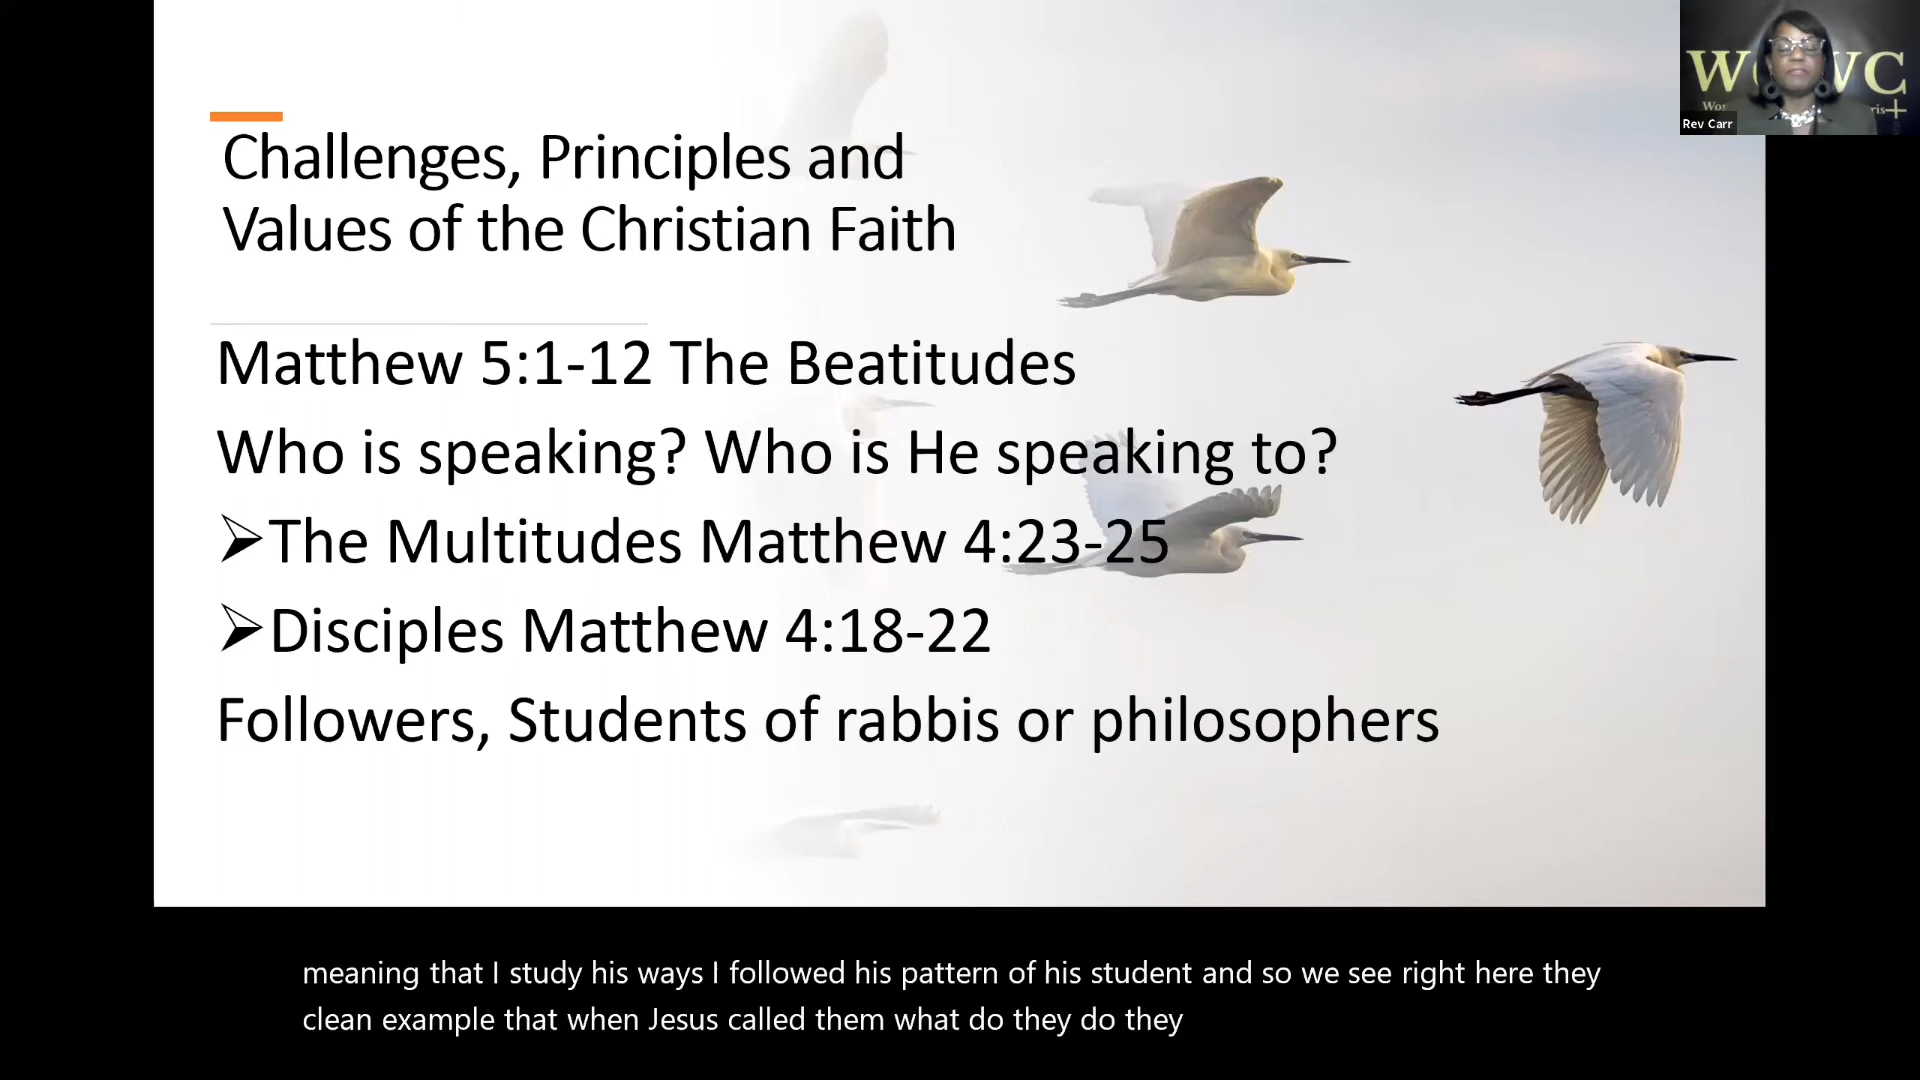 Challenges, Principles and
Values of the Christian Faith
Matthew 5:1-12 The Beatitudes
Who is speaking? Who is He speaking to?
➢The Multitudes Matthew 4:23-25
➢Disciples Matthew 4:18-22
Followers, Students of rabbis or philosophers
Rev Carr
meaning that I study his ways I followed his pattern of his student and so we see right here they
clean example that when Jesus called them what do they do they